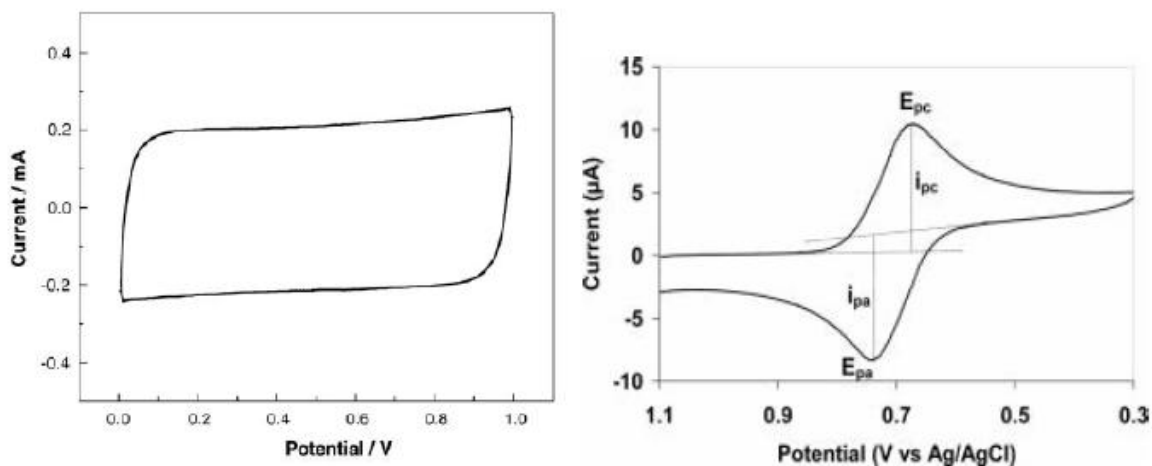 0.4
0.2
0.0
-0.2
-0.4
Current / mA
0.0 0.2 0.4 0.6 0.8 1.0
Potential / V
15
10
5
0
-5
-10
Current (µA)
Epc
ipc
ipa
Epa
1.1 0.9 0.7 0.5 0.3
Potential (V vs Ag/AgCl)